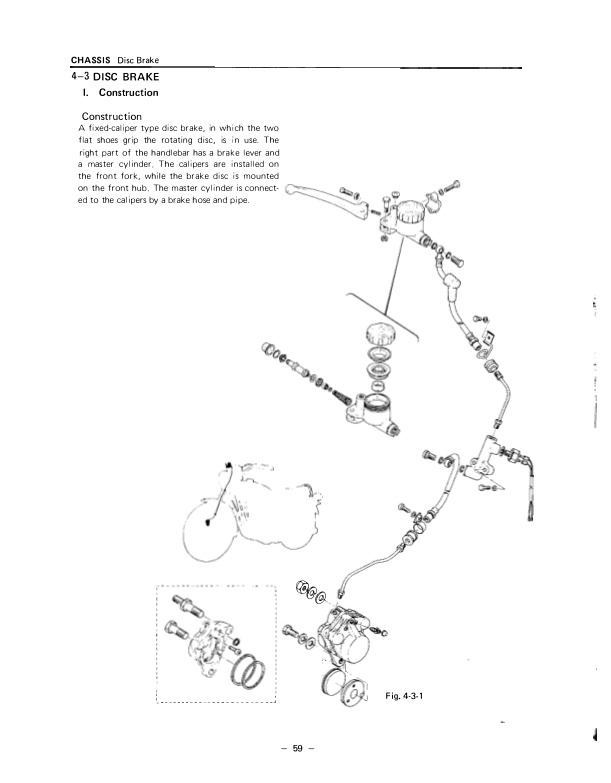 CHASSIS Disc Brake
4-3 DISC BRAKE
I. Construction
Construction
A fixed-caliper type disc brake, in which the two
flat shoes grip the rotating disc, is in use. The
right part of the handlebar has a brake lever and
a master cylinder. The calipers are installed on
the front fork, while the brake disc is mounted
on the front hub. The master cylinder is connect-
ed to the calipers by a brake hose and pipe.
Fig. 4-3-1
– 59 –